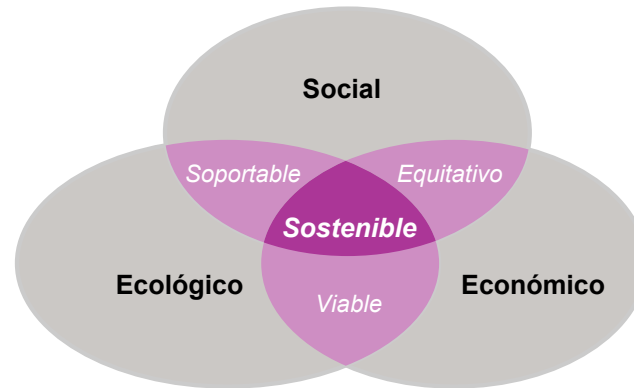 Social
Soportable
Equitativo
Sostenible
Ecológico
Económico
Viable